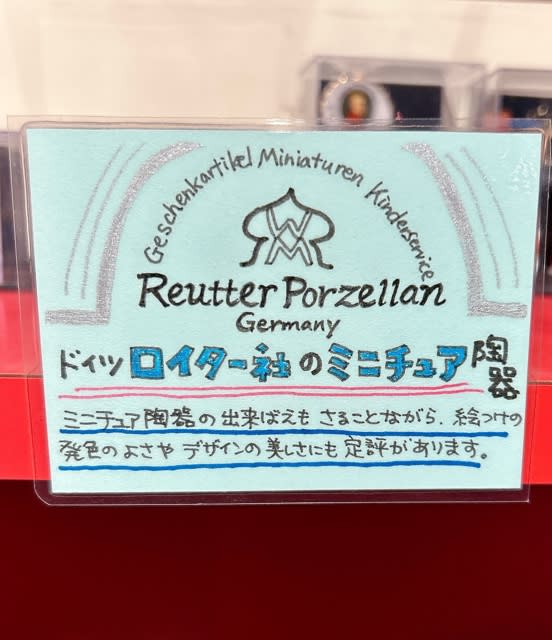 Geschenkartikel Miniaturen Kinderservice
Reutter Porzellan
Germany
ドイツ ロイター社のミニチュア陶器
ミニチュア陶器の出来ばえもさることながら、絵つけの
発色のよさやデザインの美しさにも定評があります。